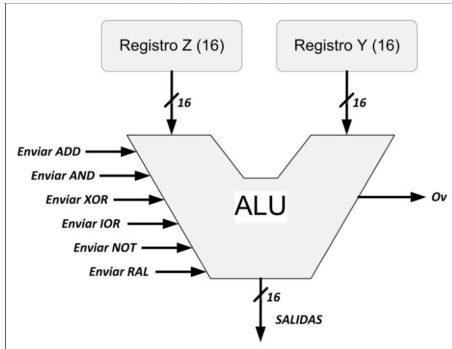 Registro Z (16)
Registro Y (16)
16
16
Enviar ADD
Enviar AND
Enviar XOR
Enviar IOR
Enviar NOT
Enviar RAL
ALU
Ov
16
SALIDAS